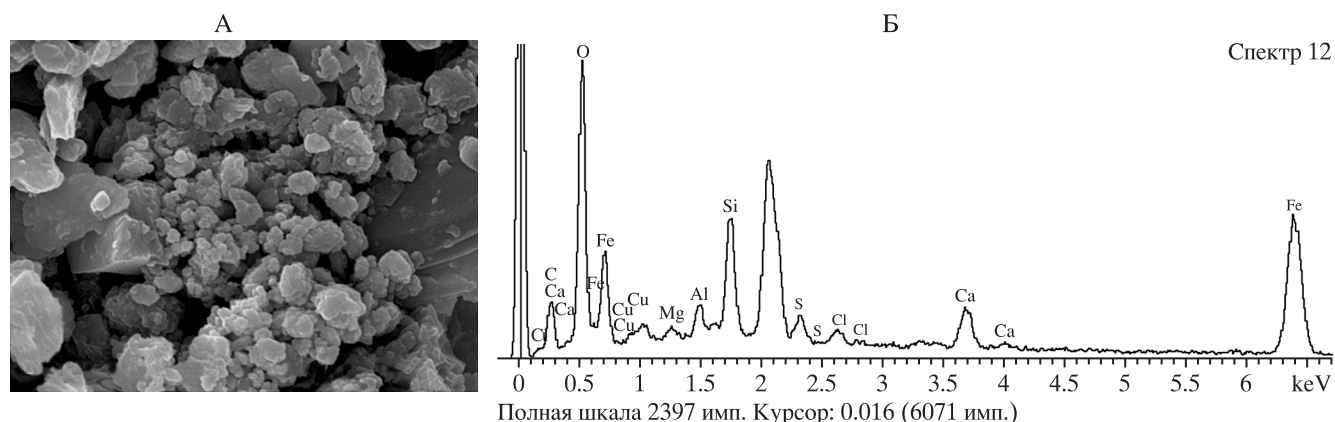 А
Б
Спектр 12
O
Fe
C
Ca
Fe
Ca
Cl
Cu
Cu
Cu
Mg
Al
Si
S
S
Cl
Cl
Ca
Ca
Fe
0 0.5 1 1.5 2 2.5 3 3.5 4 4.5 5 5.5 6 keV
Полная шкала 2397 имп. Курсор: 0.016 (6071 имп.)